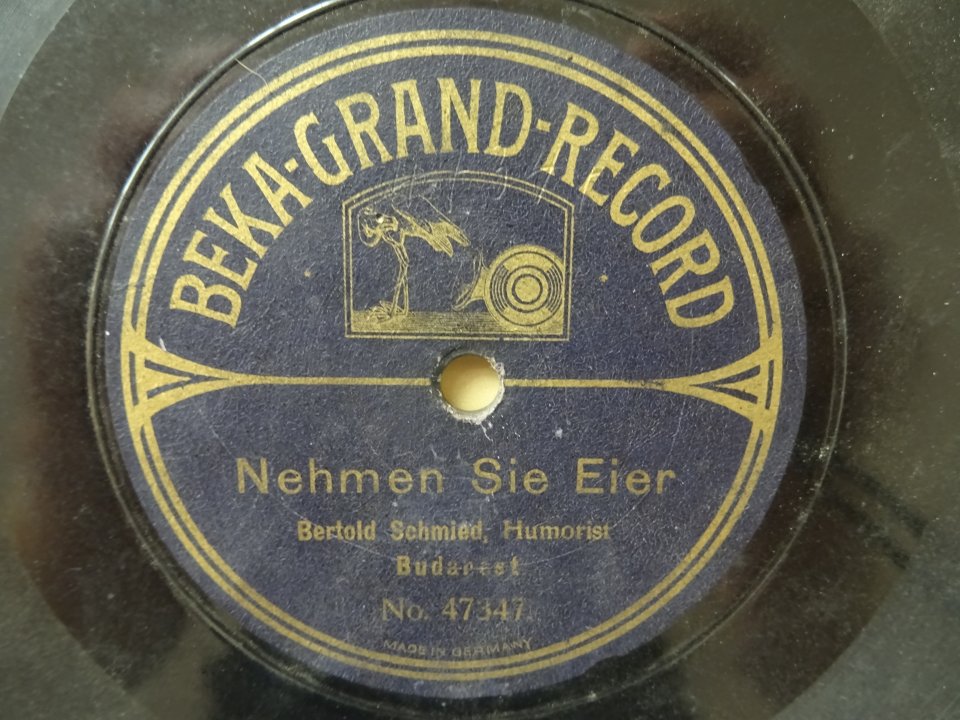 BEKA-GRAND-RECORD
Nehmen Sie Eier
Bertold Schmied, Humorist
Budapest
No. 47347.
MADE IN GERMANY